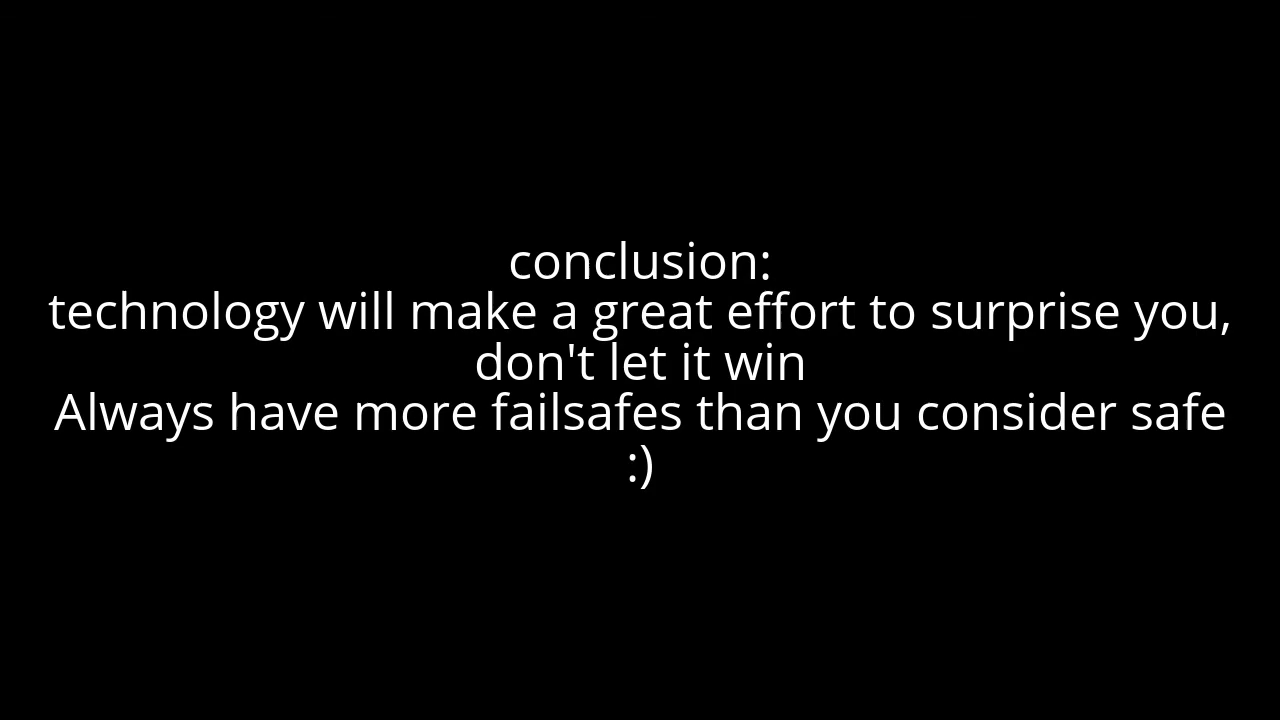 conclusion:
technology will make a great effort to surprise you,
don't let it win
Always have more failsafes than you consider safe
:)